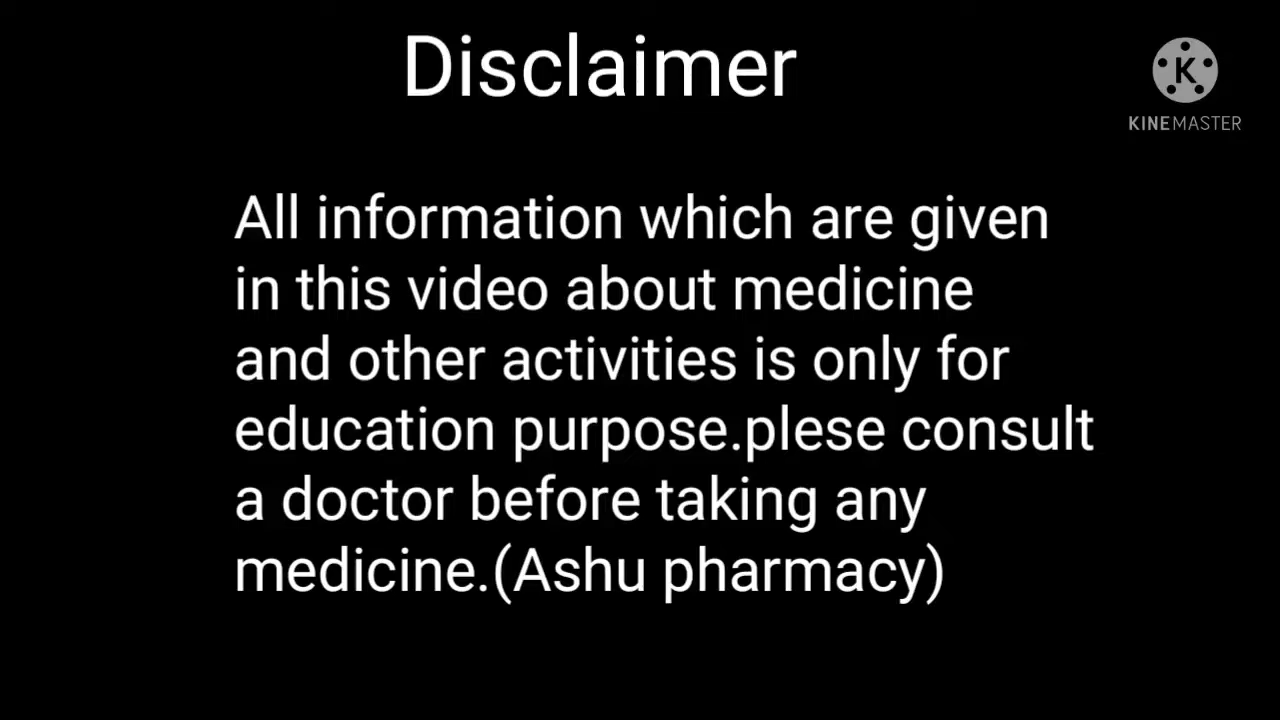 Disclaimer
K
KINEMASTER
All information which are given
in this video about medicine
and other activities is only for
education purpose.plese consult
a doctor before taking any
medicine.(Ashu pharmacy)